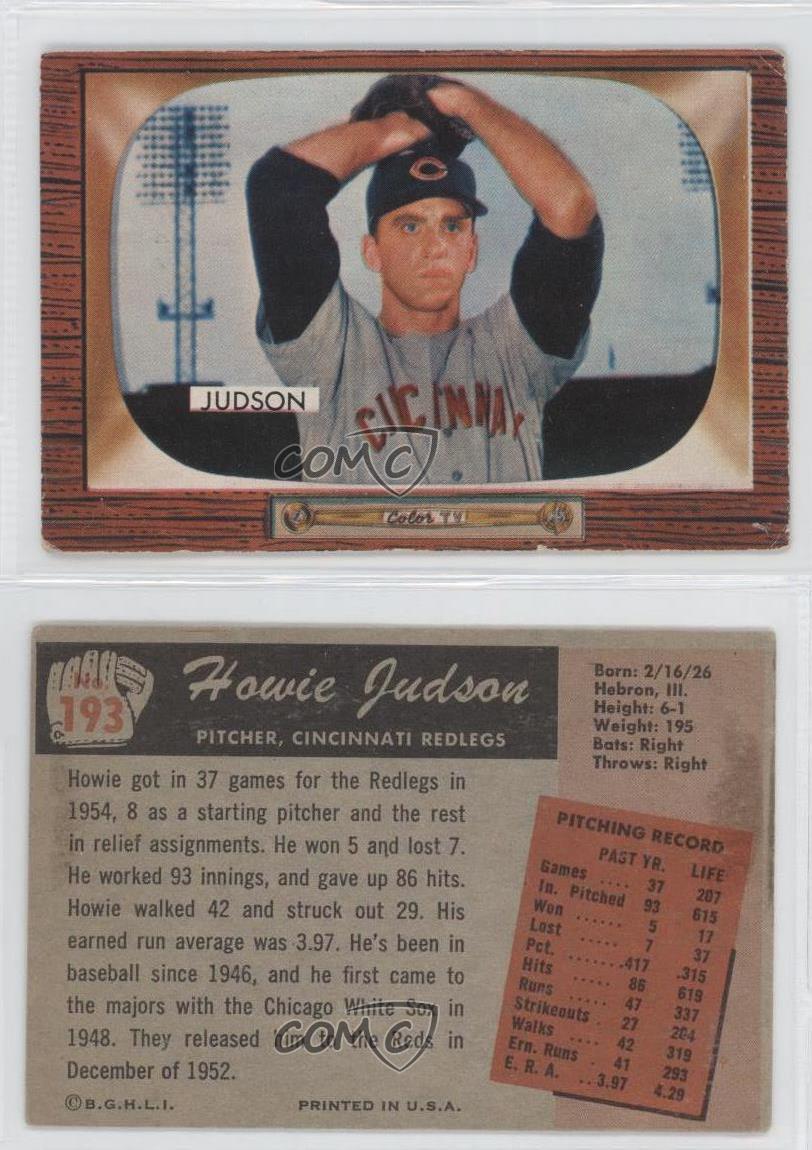 C
JUDSON
CINCINNAT
COMC
Color TV
No.
193
Howie Judson
PITCHER, CINCINNATI REDLEGS
Born: 2/16/26
Hebron, Ill.
Height: 6-1
Weight: 195
Bats: Right
Throws: Right
Howie got in 37 games for the Redlegs in
1954, 8 as a starting pitcher and the rest
in relief assignments. He won 5 and lost 7.
He worked 93 innings, and gave up 86 hits.
Howie walked 42 and struck out 29. His
earned run average was 3.97. He's been in
baseball since 1946, and he first came to
the majors with the Chicago White Sox in
1948. They released him to the Reds in
December of 1952.
COMC
PITCHING RECORD
PAST YR. LIFE
Games .... 37 207
In. Pitched 93 615
Won ...... 5 17
Lost ..... 7 37
Pct. .......417 .315
Hits ..... 86 619
Runs ..... 47 337
Strikeouts . 27 204
Walks .... 42 319
Ern. Runs . 41 293
E. R. A. ..3.97 4.29
©B.G.H.L.I. PRINTED IN U.S.A.